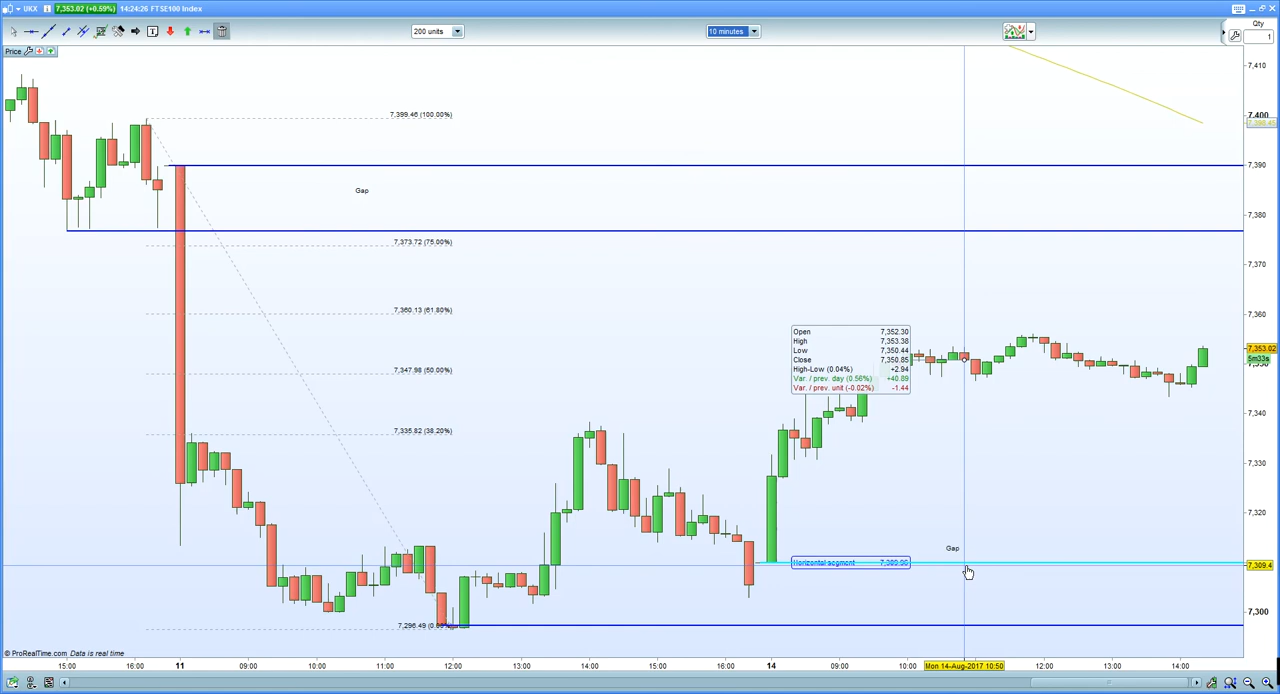 UKX 7,353.02 (+0.59%) 14:24:26 FTSE100 Index
Qty
200 units
10 minutes
1
Price
7,410
7,399.46 (100.00%)
7,400
7,390
Gap
7,380
7,373.72 (75.00%)
7,370
7,360.13 (61.80%)
7,360
Open 7,352.30
High 7,353.38
Low 7,350.44
Close 7,350.85
High-Low (0.04%) +2.94
Var. / prev. day (0.56%) +40.89
Var. / prev. unit (-0.02%) -1.44
7,353.02
5m33s
7,347.98 (50.00%)
7,340
7,335.82 (38.20%)
7,330
7,320
Gap
Horizontal segment
7,309.4
7,300
© ProRealTime.com Data is real time
15:00 16:00 11 09:00 10:00 11:00 12:00 13:00 14:00 15:00 16:00 14 09:00 10:00 Mon 14-Aug-2017 10:50 12:00 13:00 14:00